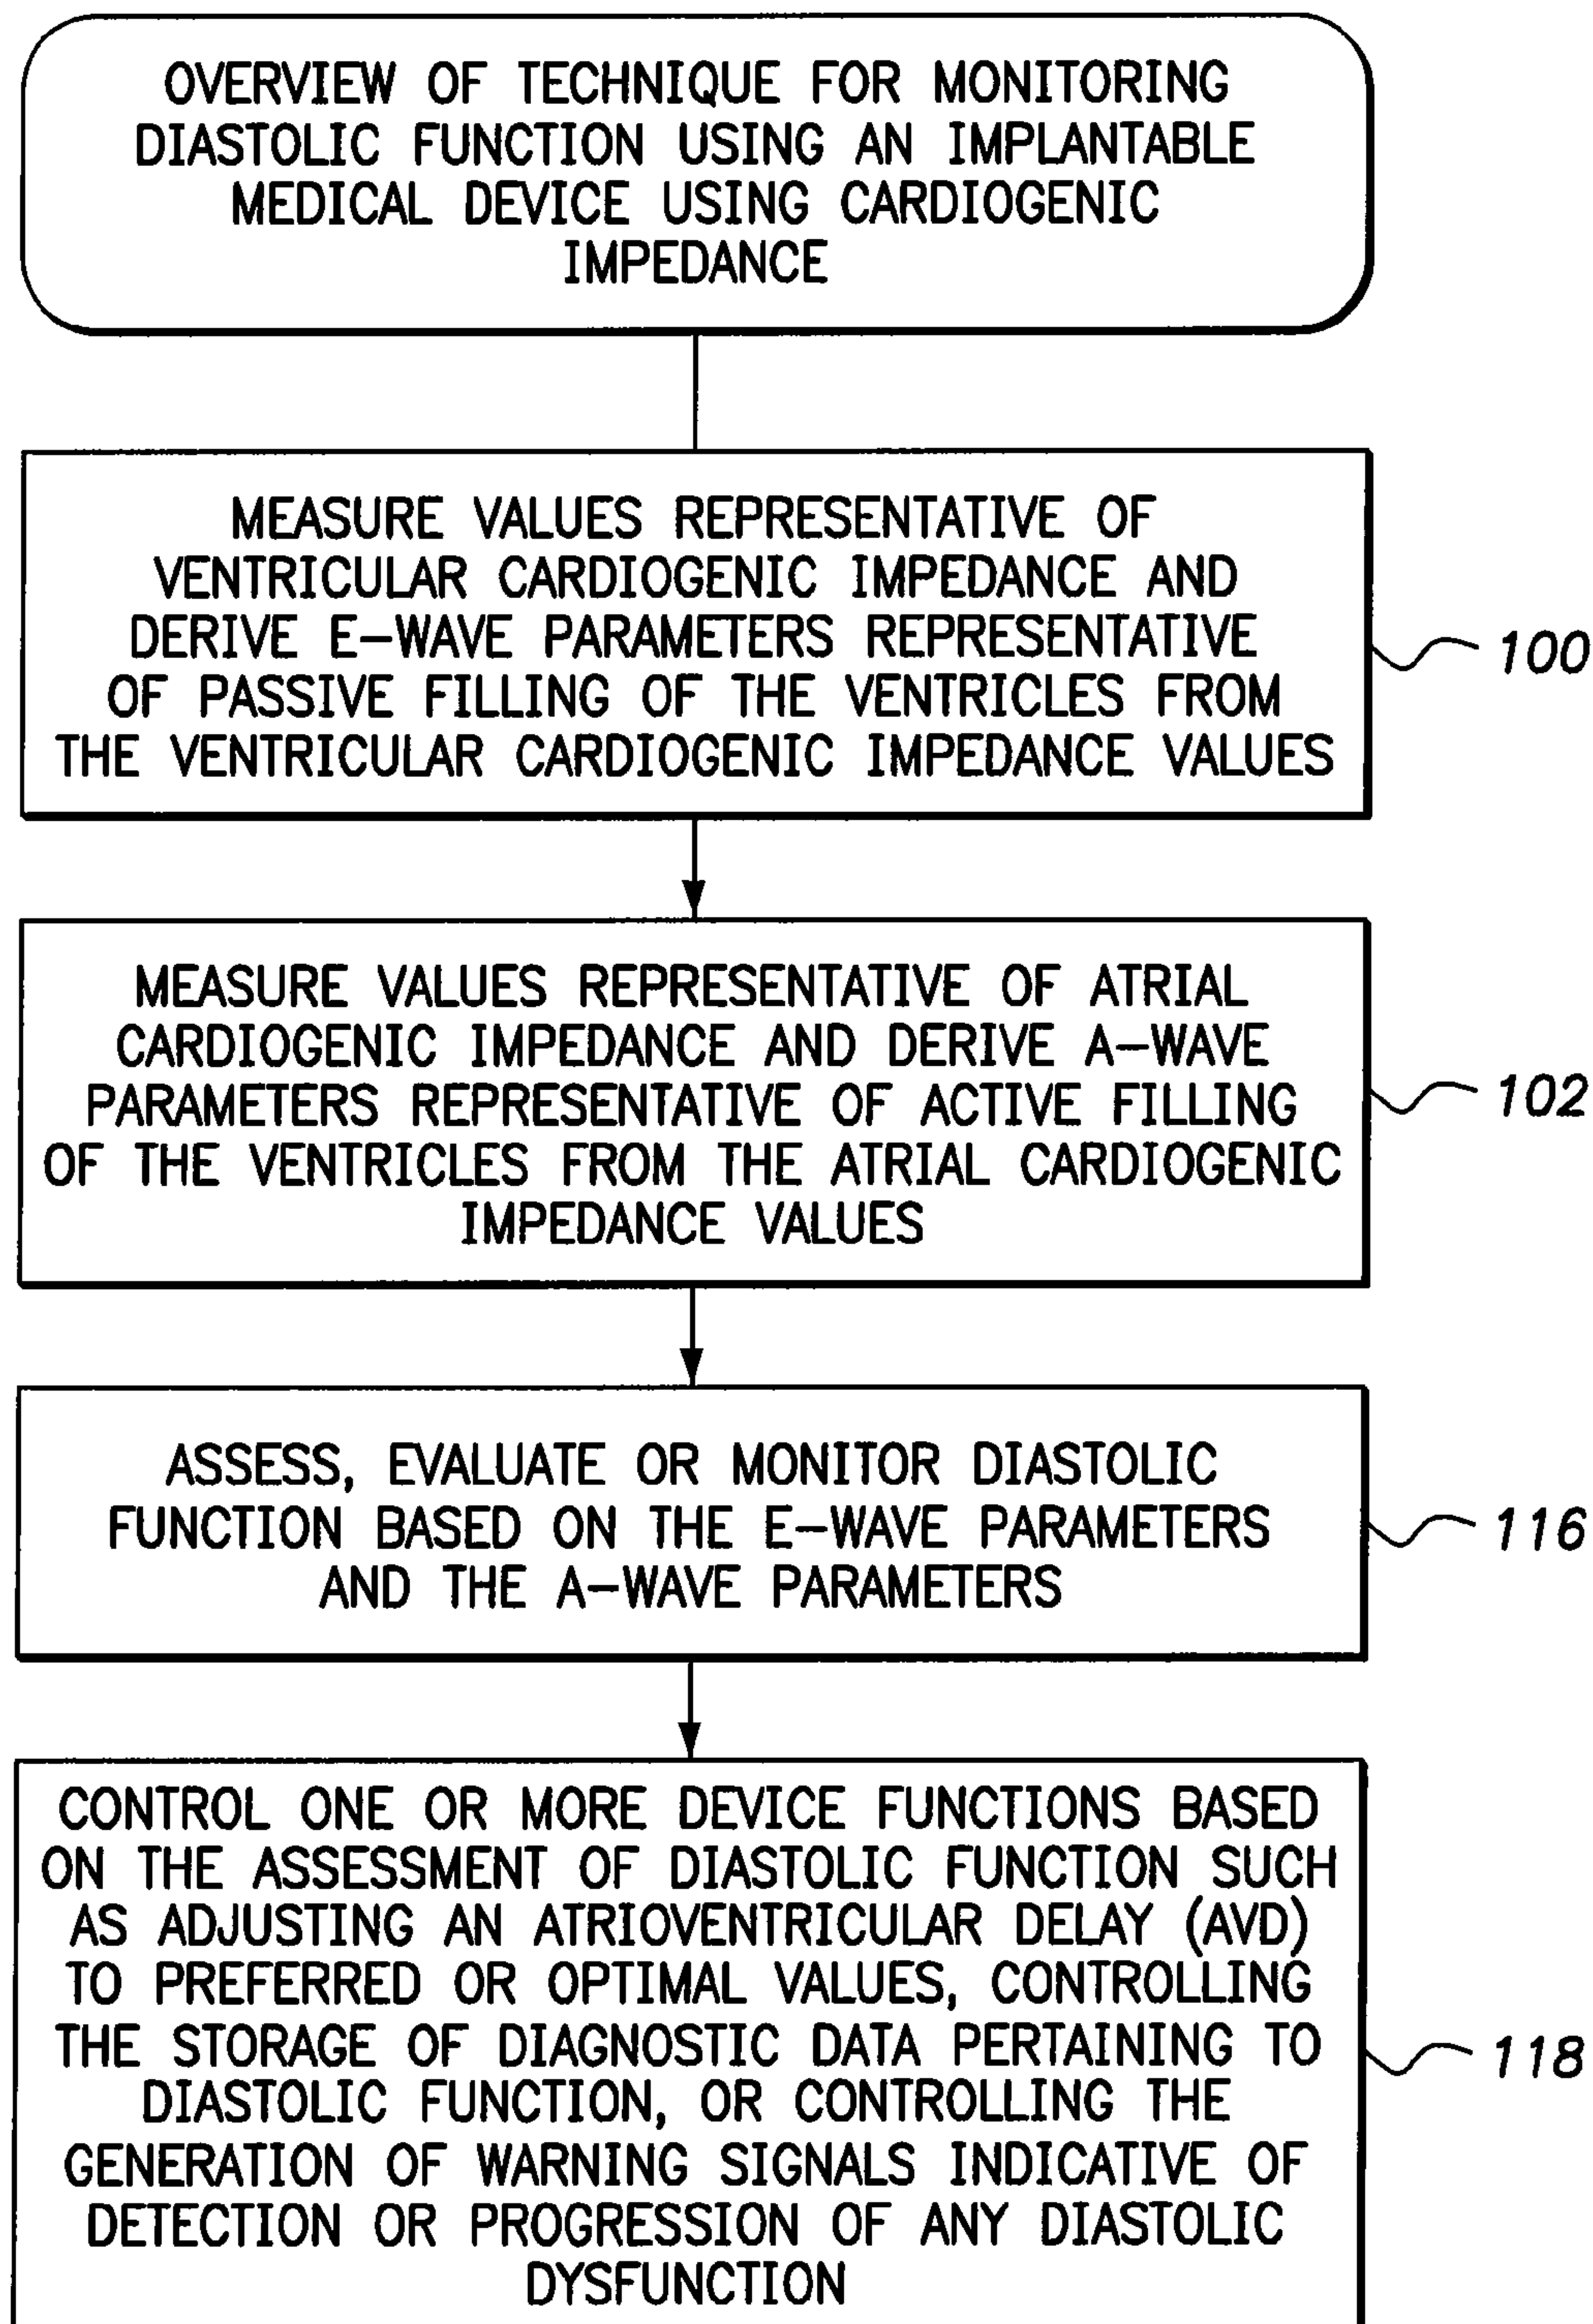 OVERVIEW OF TECHNIQUE FOR MONITORING
DIASTOLIC FUNCTION USING AN IMPLANTABLE
MEDICAL DEVICE USING CARDIOGENIC
IMPEDANCE
MEASURE VALUES REPRESENTATIVE OF
VENTRICULAR CARDIOGENIC IMPEDANCE AND
DERIVE E-WAVE PARAMETERS REPRESENTATIVE
OF PASSIVE FILLING OF THE VENTRICLES FROM
THE VENTRICULAR CARDIOGENIC IMPEDANCE VALUES
100
MEASURE VALUES REPRESENTATIVE OF ATRIAL
CARDIOGENIC IMPEDANCE AND DERIVE A-WAVE
PARAMETERS REPRESENTATIVE OF ACTIVE FILLING
OF THE VENTRICLES FROM THE ATRIAL CARDIOGENIC
IMPEDANCE VALUES
102
ASSESS, EVALUATE OR MONITOR DIASTOLIC
FUNCTION BASED ON THE E-WAVE PARAMETERS
AND THE A-WAVE PARAMETERS
116
CONTROL ONE OR MORE DEVICE FUNCTIONS BASED
ON THE ASSESSMENT OF DIASTOLIC FUNCTION SUCH
AS ADJUSTING AN ATRIOVENTRICULAR DELAY (AVD)
TO PREFERRED OR OPTIMAL VALUES, CONTROLLING
THE STORAGE OF DIAGNOSTIC DATA PERTAINING TO
DIASTOLIC FUNCTION, OR CONTROLLING THE
GENERATION OF WARNING SIGNALS INDICATIVE OF
DETECTION OR PROGRESSION OF ANY DIASTOLIC
DYSFUNCTION
118